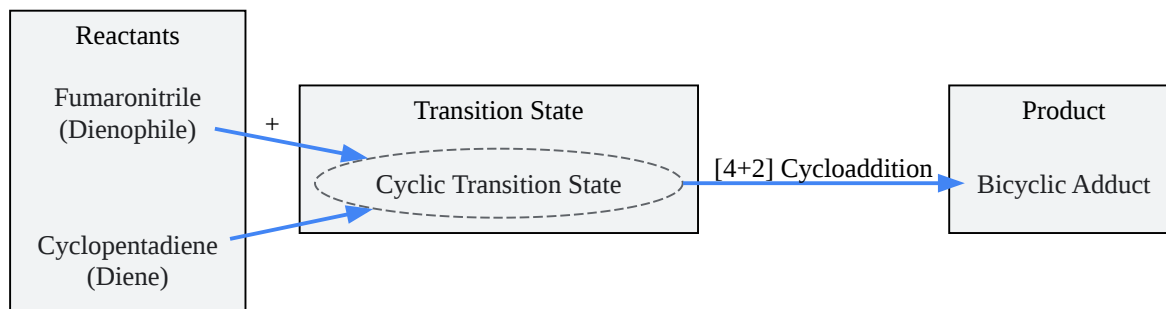 Reactants
Fumaronitrile
(Dienophile)
+
Cyclopentadiene
(Diene)
Transition State
Cyclic Transition State
[4+2] Cycloaddition
Product
Bicyclic Adduct